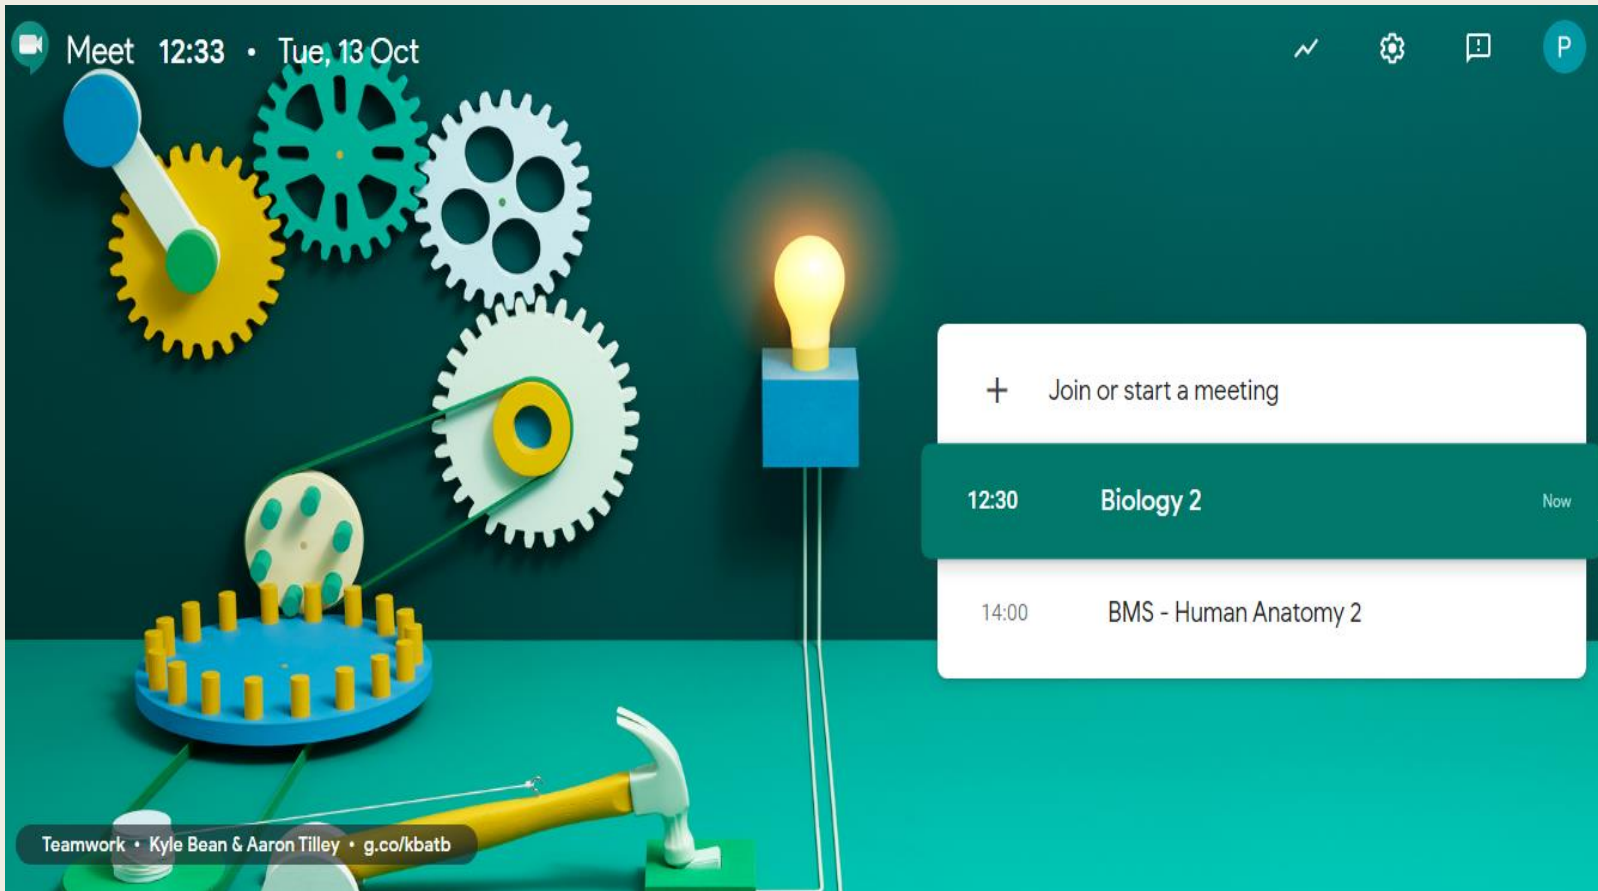 Meet 12:33 • Tue, 13 Oct
P
Join or start a meeting
12:30 Biology 2 Now
14:00 BMS - Human Anatomy 2
Teamwork • Kyle Bean & Aaron Tilley • g.co/kbatb